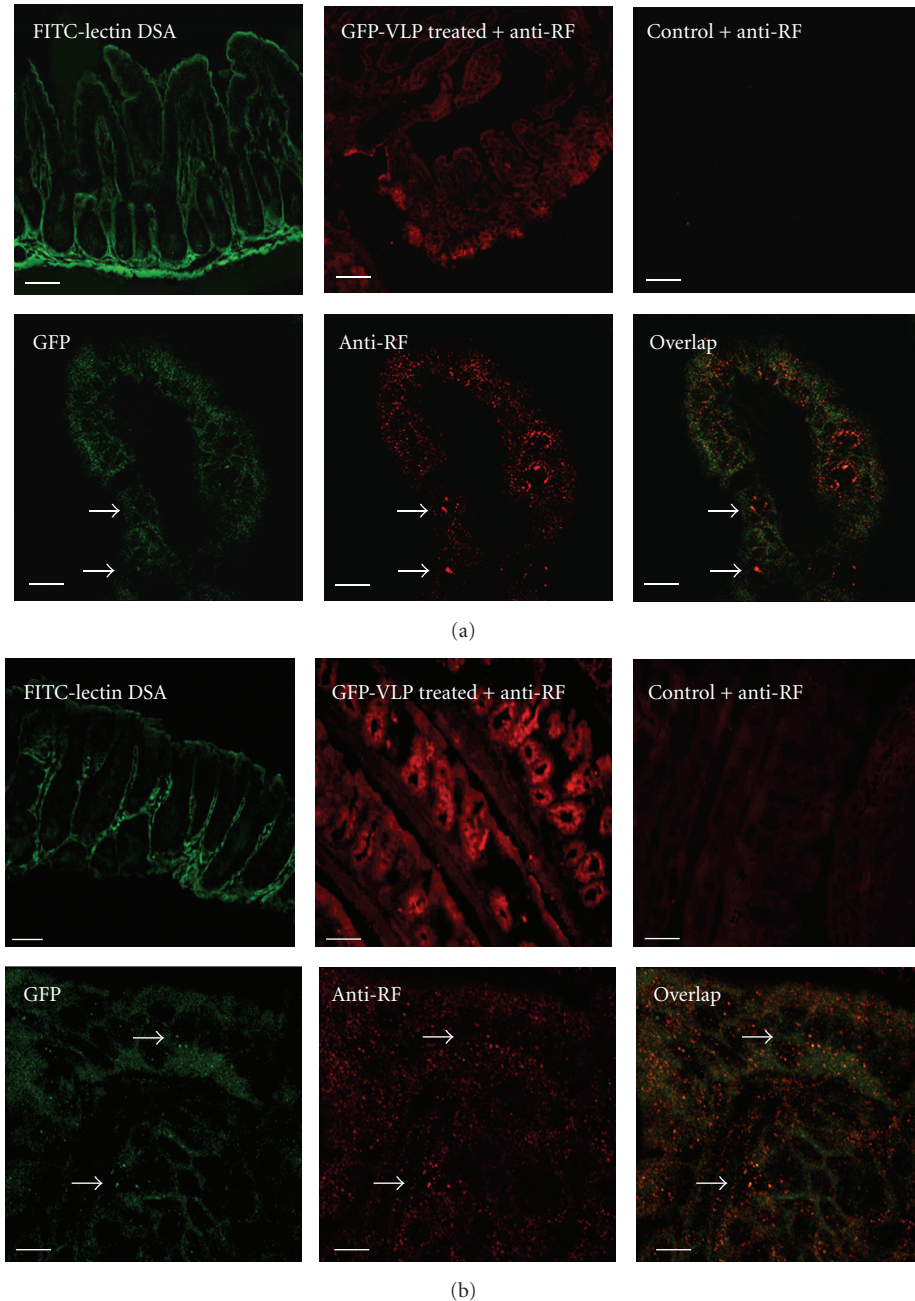 FITC-lectin DSA
GFP-VLP treated + anti-RF
Control + anti-RF
GFP
Anti-RF
Overlap
(a)
FITC-lectin DSA
GFP-VLP treated + anti-RF
Control + anti-RF
GFP
Anti-RF
Overlap
(b)